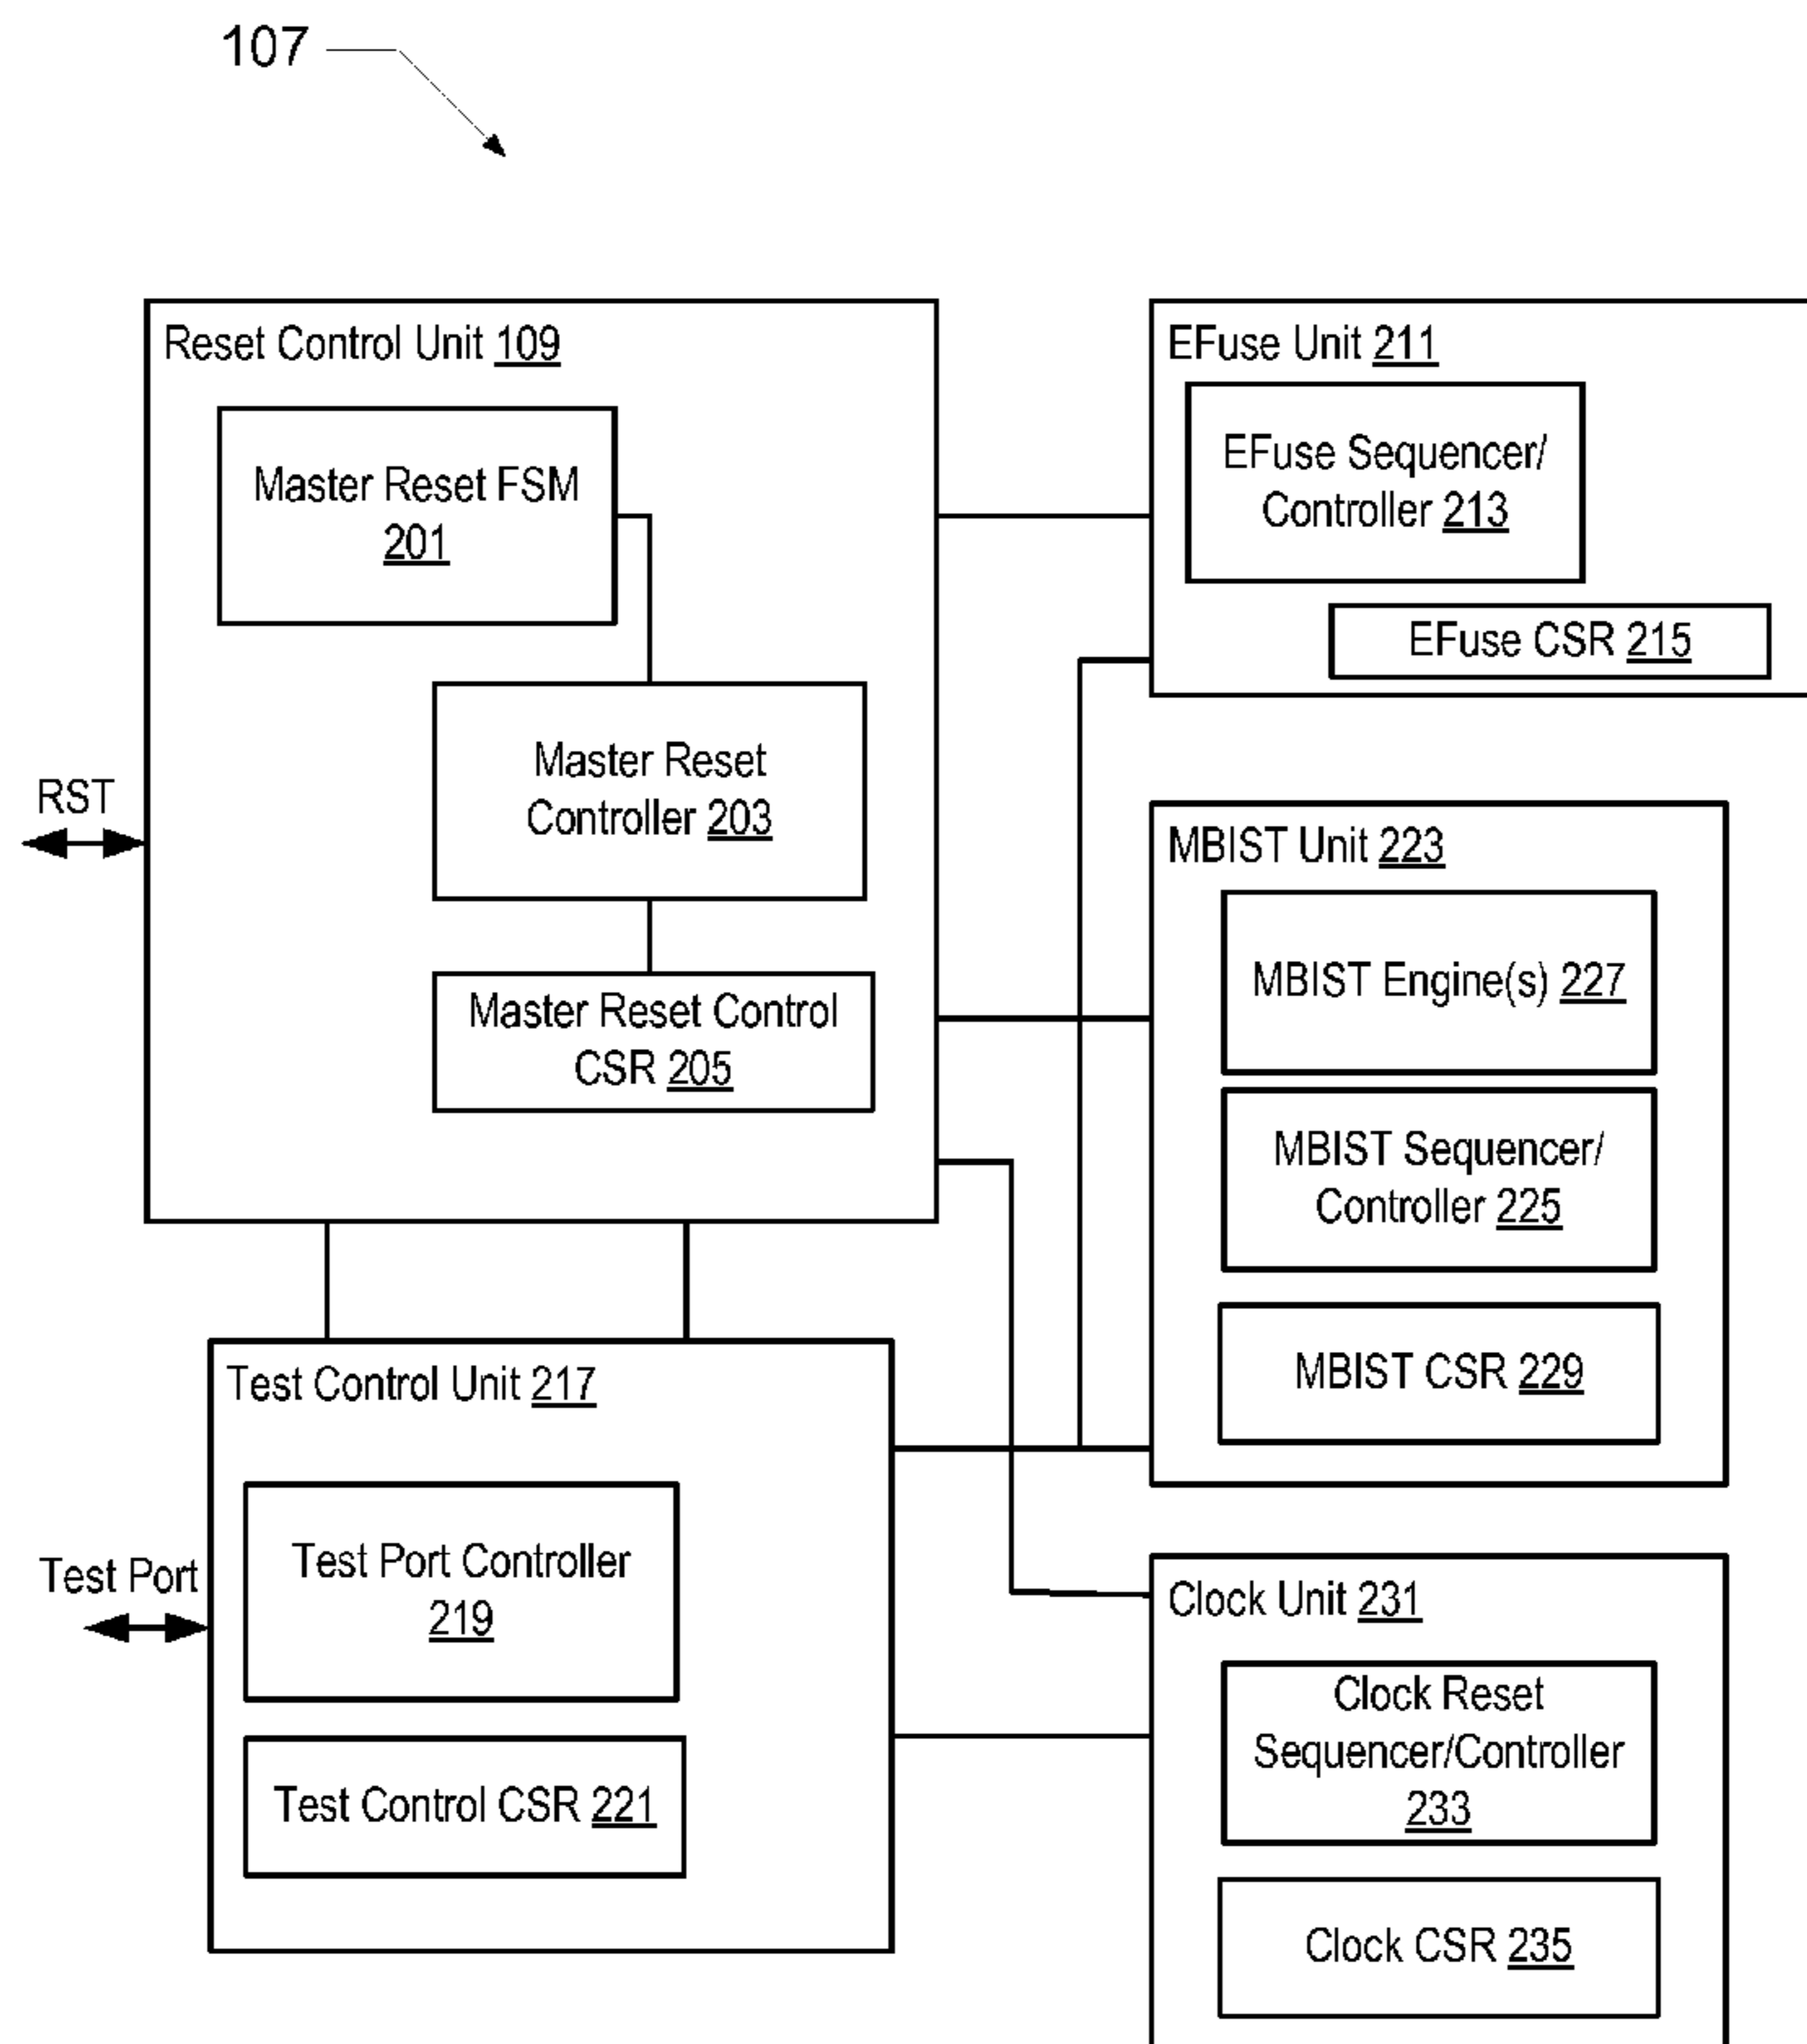 107
Reset Control Unit 109
Master Reset FSM
201
Master Reset
Controller 203
Master Reset Control
CSR 205
RST
EFuse Unit 211
EFuse Sequencer/
Controller 213
EFuse CSR 215
MBIST Unit 223
MBIST Engine(s) 227
MBIST Sequencer/
Controller 225
MBIST CSR 229
Test Control Unit 217
Test Port Controller
219
Test Control CSR 221
Test Port
Clock Unit 231
Clock Reset
Sequencer/Controller
233
Clock CSR 235